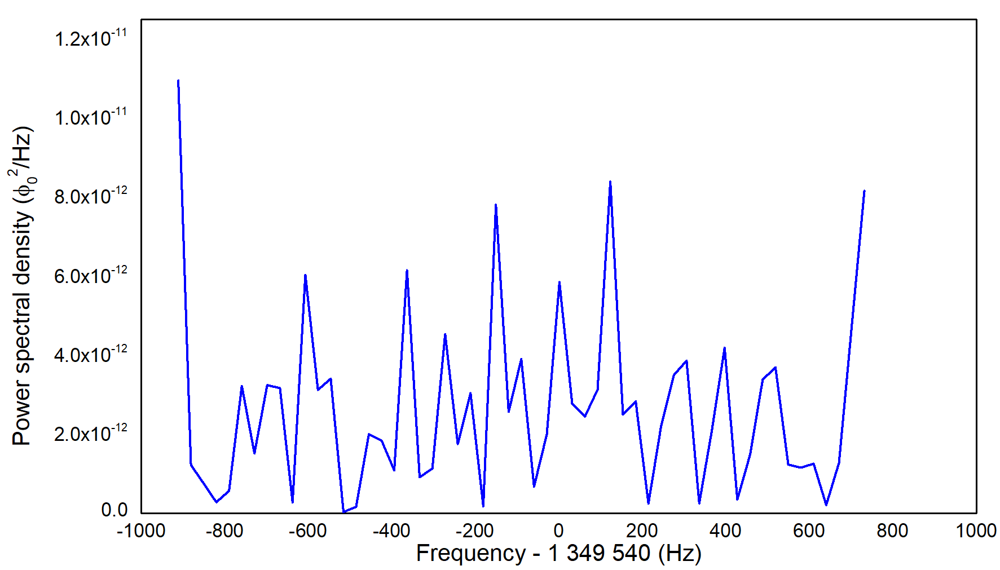 Power spectral density (ϕ₀²/Hz)
1.2x10⁻¹¹
1.0x10⁻¹¹
8.0x10⁻¹²
6.0x10⁻¹²
4.0x10⁻¹²
2.0x10⁻¹²
0.0
-1000 -800 -600 -400 -200 0 200 400 600 800 1000
Frequency - 1 349 540 (Hz)